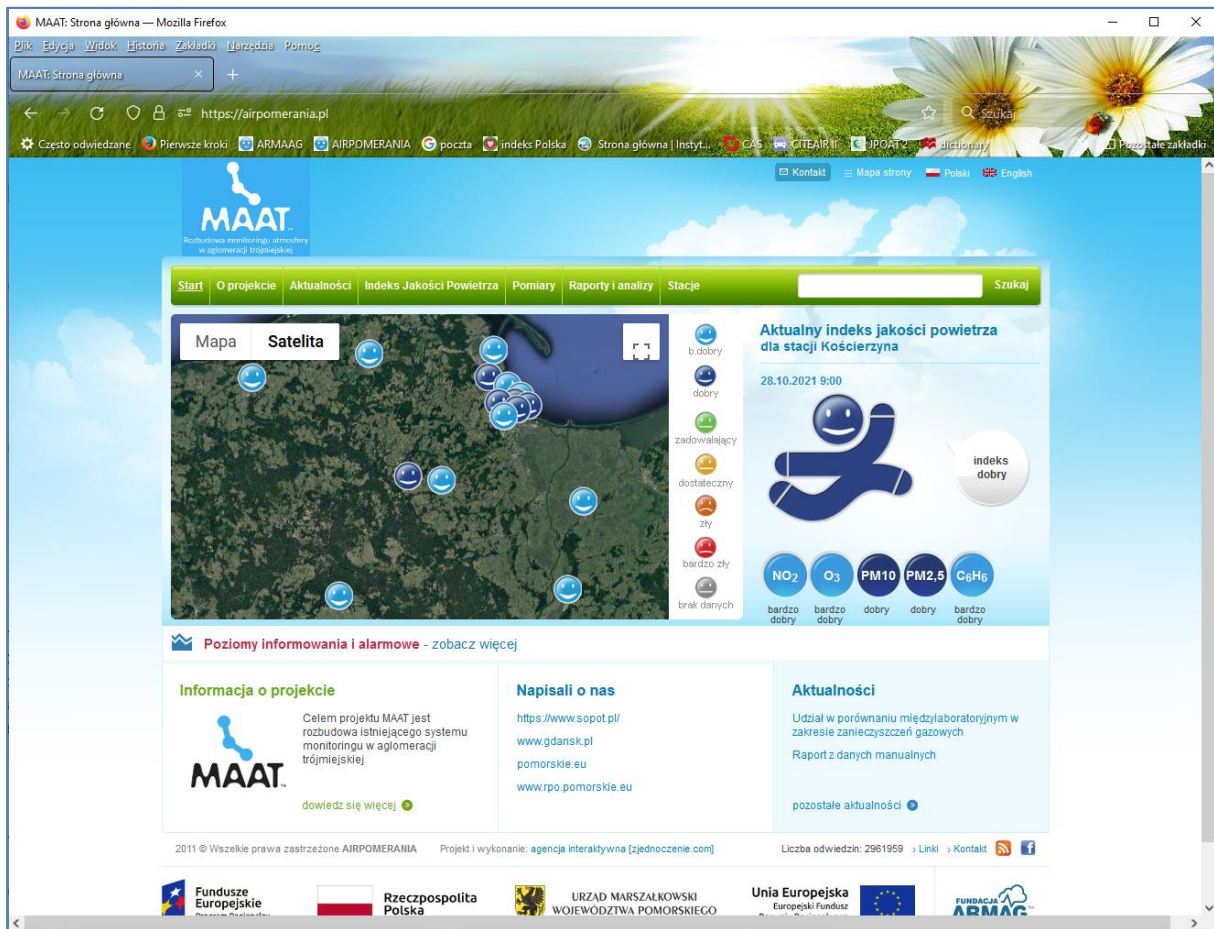 MAAT: Strona główna — Mozilla Firefox
Plik Edycja Widok Historia Zakładki Narzędzia Pomoc
MAAT: Strona główna
https://airpomerania.pl
Szukaj
Często odwiedzane Pierwsze kroki ARMAAG AIRPOMERANIA poczta indeks Polska Strona główna | Instyt... CAS CITEAIR II JPOAT 2 dictionary Pozostałe zakładki
Kontakt Mapa strony Polski English
MAAT
Rozbudowa monitoringu atmosfery
w aglomeracji trójmiejskiej
Start O projekcie Aktualności Indeks Jakości Powietrza Pomiary Raporty i analizy Stacje Szukaj
Mapa Satelita
b.dobry
dobry
zadowalający
dostateczny
zły
bardzo zły
brak danych
Aktualny indeks jakości powietrza
dla stacji Kościerzyna
28.10.2021 9:00
indeks
dobry
NO2 O3 PM10 PM2,5 C6H6
bardzo dobry bardzo dobry dobry dobry bardzo dobry
Poziomy informowania i alarmowe - zobacz więcej
Informacja o projekcie
MAAT
Celem projektu MAAT jest
rozbudowa istniejącego systemu
monitoringu w aglomeracji
trójmiejskiej
dowiedz się więcej
Napisali o nas
https://www.sopot.pl/
www.gdansk.pl
pomorskie.eu
www.rpo.pomorskie.eu
Aktualności
Udział w porównaniu międzylaboratoryjnym w
zakresie zanieczyszczeń gazowych
Raport z danych manualnych
pozostałe aktualności
2011 © Wszelkie prawa zastrzeżone AIRPOMERANIA Projekt i wykonanie: agencja interaktywna [zjednoczenie.com] Liczba odwiedzin: 2961959 › Linki › Kontakt
Fundusze
Europejskie
Rzeczpospolita
Polska
URZĄD MARSZAŁKOWSKI
WOJEWÓDZTWA POMORSKIEGO
Unia Europejska
Europejski Fundusz
FUNDACJA
ARMAG